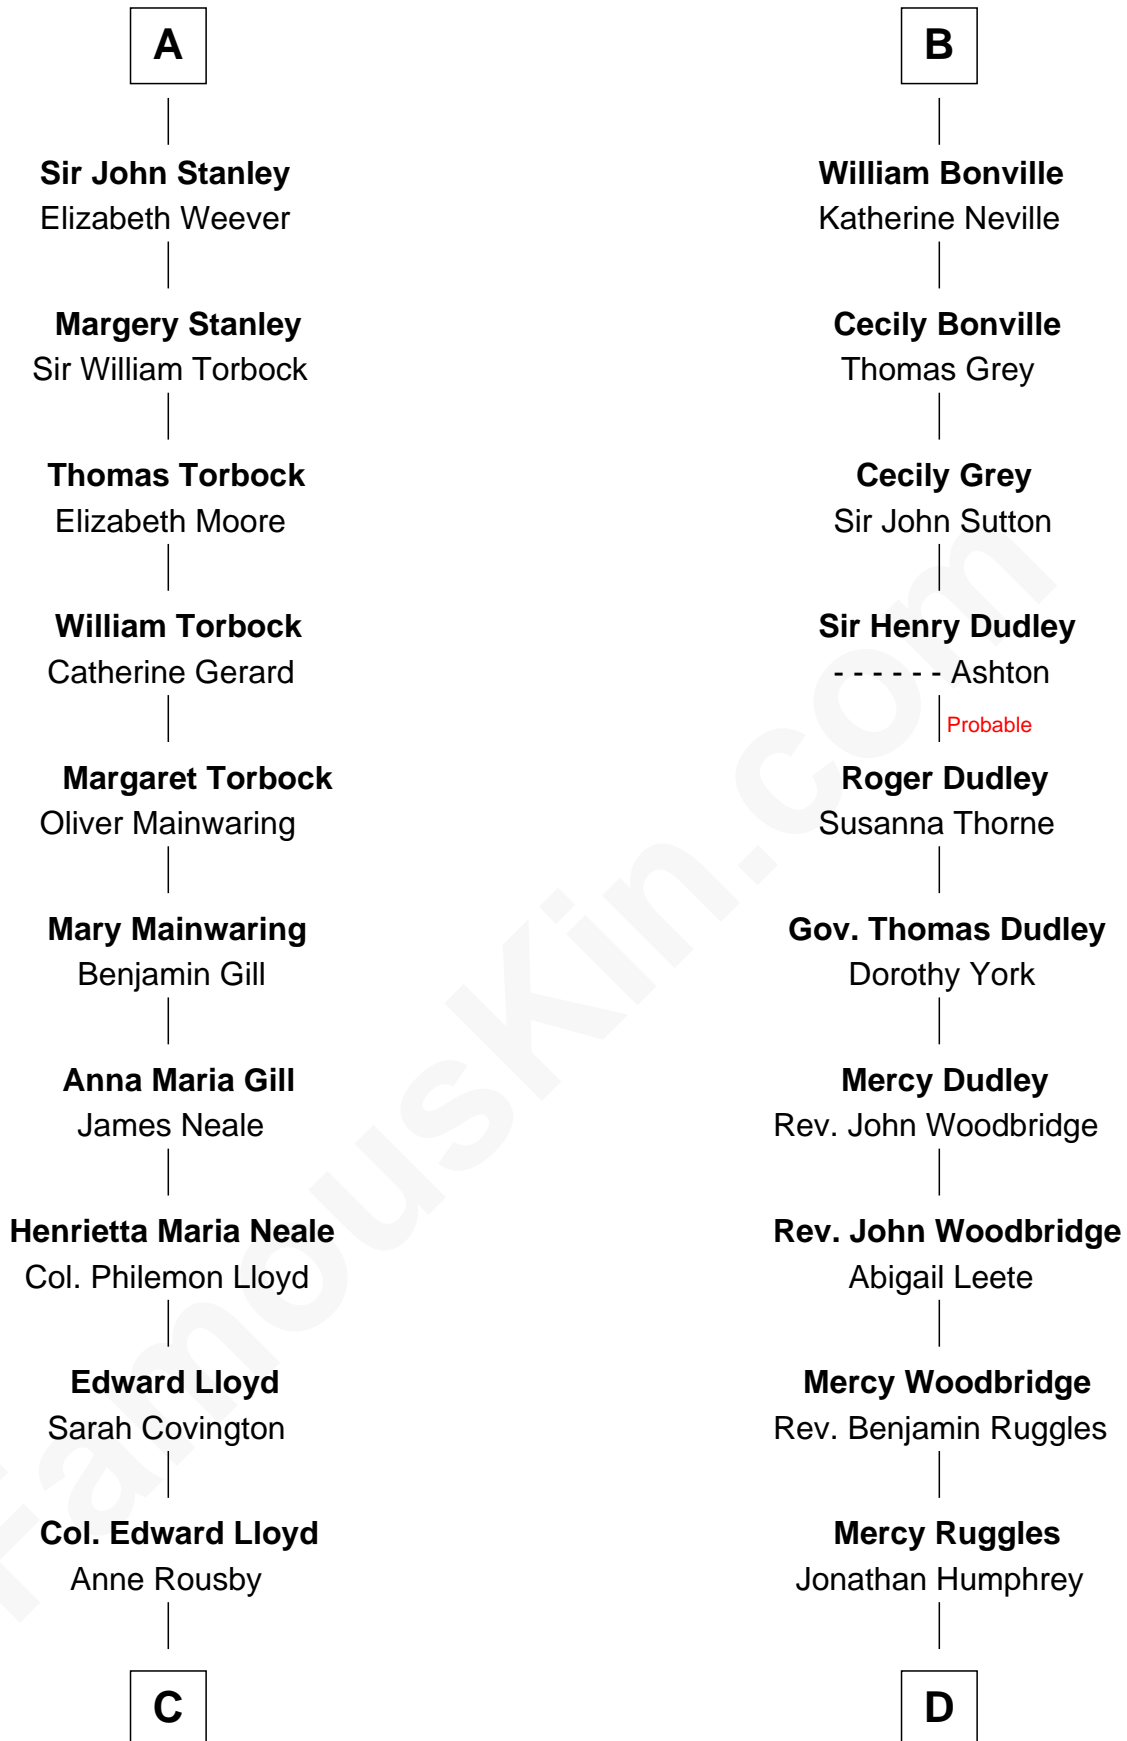 A
Sir John Stanley
Elizabeth Weever
Margery Stanley
Sir William Torbock
Thomas Torbock
Elizabeth Moore
William Torbock
Catherine Gerard
Margaret Torbock
Oliver Mainwaring
Mary Mainwaring
Benjamin Gill
Anna Maria Gill
James Neale
Henrietta Maria Neale
Col. Philemon Lloyd
Edward Lloyd
Sarah Covington
Col. Edward Lloyd
Anne Rousby
C
B
William Bonville
Katherine Neville
Cecily Bonville
Thomas Grey
Cecily Grey
Sir John Sutton
Sir Henry Dudley
- - - - - - Ashton
Probable
Roger Dudley
Susanna Thorne
Gov. Thomas Dudley
Dorothy York
Mercy Dudley
Rev. John Woodbridge
Rev. John Woodbridge
Abigail Leete
Mercy Woodbridge
Rev. Benjamin Ruggles
Mercy Ruggles
Jonathan Humphrey
D
FamousKin.com